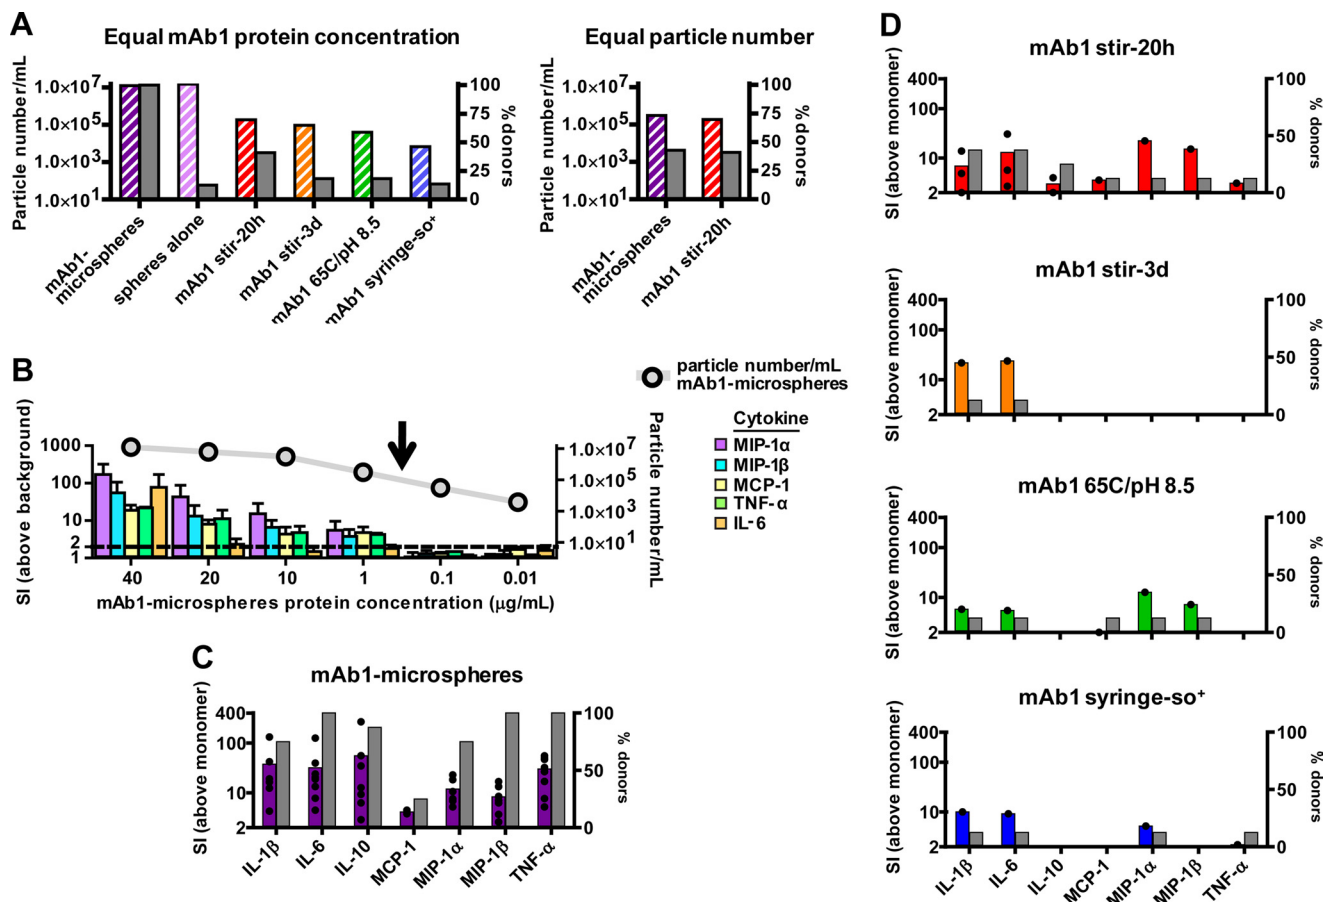 A
Equal mAb1 protein concentration
Particle number/mL
1.0×10⁷
1.0×10⁵
1.0×10³
1.0×10¹
100
75
50
25
0
% donors
mAb1-
microspheres
spheres alone
mAb1 stir-20h
mAb1 stir-3d
mAb1 65C/pH 8.5
mAb1 syringe-so⁺
Equal particle number
Particle number/mL
1.0×10⁷
1.0×10⁵
1.0×10³
1.0×10¹
100
75
50
25
0
% donors
mAb1-
microspheres
mAb1 stir-20h
B
particle number/mL
mAb1-microspheres
Cytokine
MIP-1α
MIP-1β
MCP-1
TNF-α
IL-6
SI (above background)
1000
100
10
2
1
1.0×10⁷
1.0×10⁵
1.0×10³
1.0×10¹
Particle number/mL
40
20
10
1
0.1
0.01
mAb1-microspheres protein concentration (μg/mL)
C
mAb1-microspheres
SI (above monomer)
400
100
10
2
100
50
0
% donors
IL-1β
IL-6
IL-10
MCP-1
MIP-1α
MIP-1β
TNF-α
D
mAb1 stir-20h
SI (above monomer)
400
100
10
2
100
50
0
% donors
mAb1 stir-3d
SI (above monomer)
400
100
10
2
100
50
0
% donors
mAb1 65C/pH 8.5
SI (above monomer)
400
100
10
2
100
50
0
% donors
mAb1 syringe-so⁺
SI (above monomer)
400
100
10
2
100
50
0
% donors
IL-1β
IL-6
IL-10
MCP-1
MIP-1α
MIP-1β
TNF-α